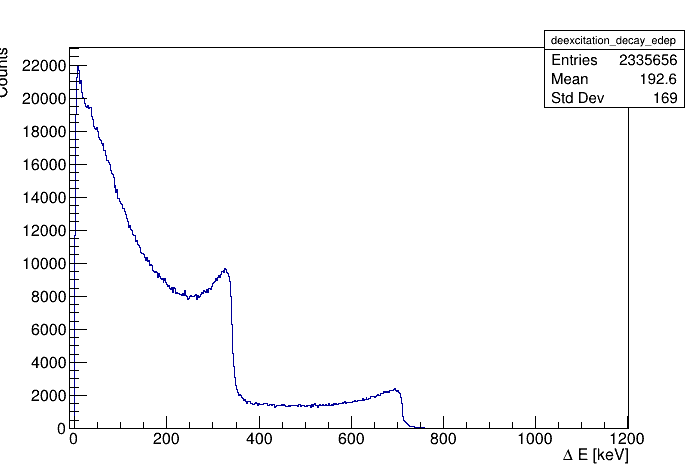 deexcitation_decay_edep
Entries 2335656
Mean 192.6
Std Dev 169
Counts
22000
20000
18000
16000
14000
12000
10000
8000
6000
4000
2000
0
0 200 400 600 800 1000 1200
Δ E [keV]